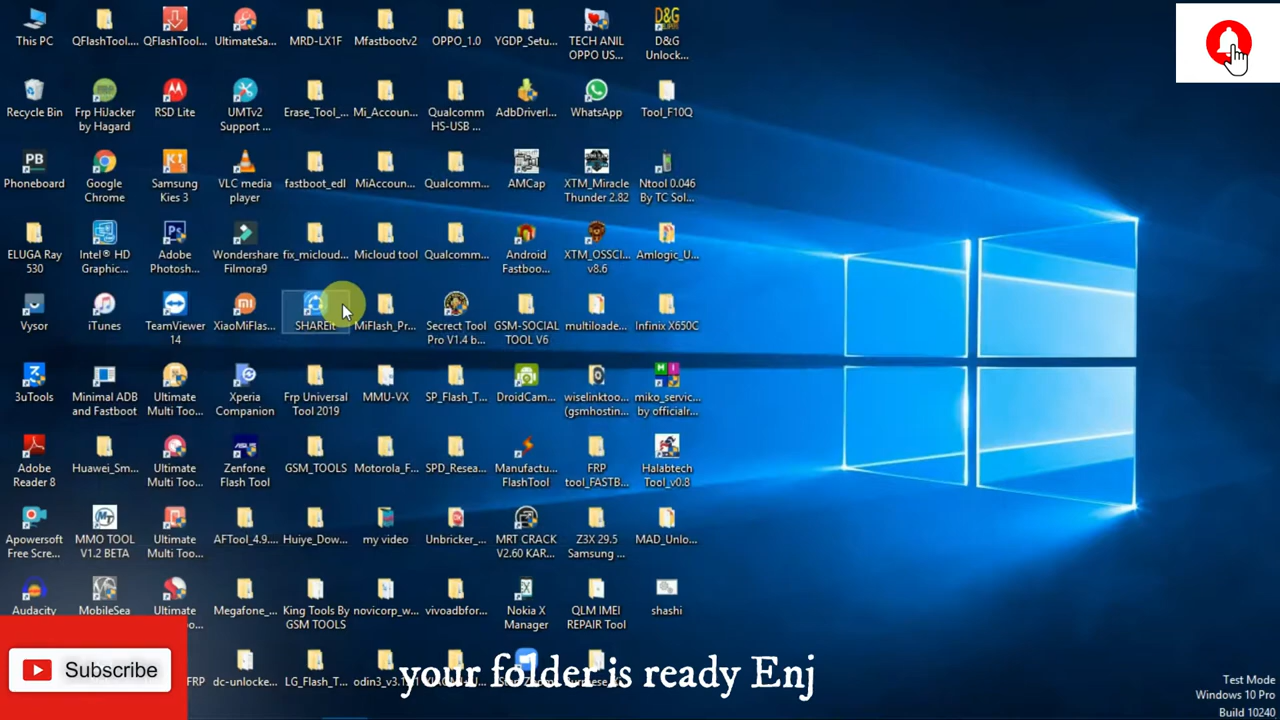 This PC
QFlashTool...
QFlashTool...
UltimateSa...
MRD-LX1F
Mfastbootv2
OPPO_1.0
YGDP_Setu...
TECH ANIL
OPPO US...
D&G
Unlock...
Recycle Bin
Frp HiJacker
by Hagard
RSD Lite
UMTv2
Support ...
Erase_Tool_...
Mi_Accoun...
Qualcomm
HS-USB ...
AdbDriverI...
WhatsApp
Tool_F10Q
Phoneboard
Google
Chrome
Samsung
Kies 3
VLC media
player
fastboot_edl
MiAccoun...
Qualcomm...
AMCap
XTM_Miracle
Thunder 2.82
Ntool 0.046
By TC Sol...
ELUGA Ray
530
Intel® HD
Graphic...
Adobe
Photosh...
Wondershare
Filmora9
fix_micloud...
Micloud tool
Qualcomm...
Android
Fastboo...
XTM_OSSCI...
v8.6
Amlogic_U...
Vysor
iTunes
TeamViewer
14
XiaoMiFlas...
SHAREit
MiFlash_Pr...
Secrect Tool
Pro V1.4 b...
GSM-SOCIAL
TOOL V6
multiloade...
Infinix X650C
3uTools
Minimal ADB
and Fastboot
Ultimate
Multi Too...
Xperia
Companion
Frp Universal
Tool 2019
MMU-VX
SP_Flash_T...
DroidCam...
wiselinktoo...
(gsmhostin...
miko_servic...
by officialr...
Adobe
Reader 8
Huawei_Sm...
Ultimate
Multi Too...
Zenfone
Flash Tool
GSM_TOOLS
Motorola_F...
SPD_Resea...
Manufactu...
FlashTool
FRP
tool_FASTB...
Halabtech
Tool_v0.8
Apowersoft
Free Scre...
MMO TOOL
V1.2 BETA
Ultimate
Multi Too...
AFTool_4.9....
Huiye_Dow...
my video
Unbricker_...
MRT CRACK
V2.60 KAR...
Z3X 29.5
Samsung ...
MAD_Unlo...
Audacity
MobileSea
Ultimate
Megafone_...
King Tools By
GSM TOOLS
novicorp_w...
vivoadbfor...
Nokia X
Manager
QLM IMEI
REPAIR Tool
shashi
Subscribe
FRP
dc-unlocke...
LG_Flash_T...
odin3_v3.1
your folder is ready Enj
Test Mode
Windows 10 Pro
Build 10240